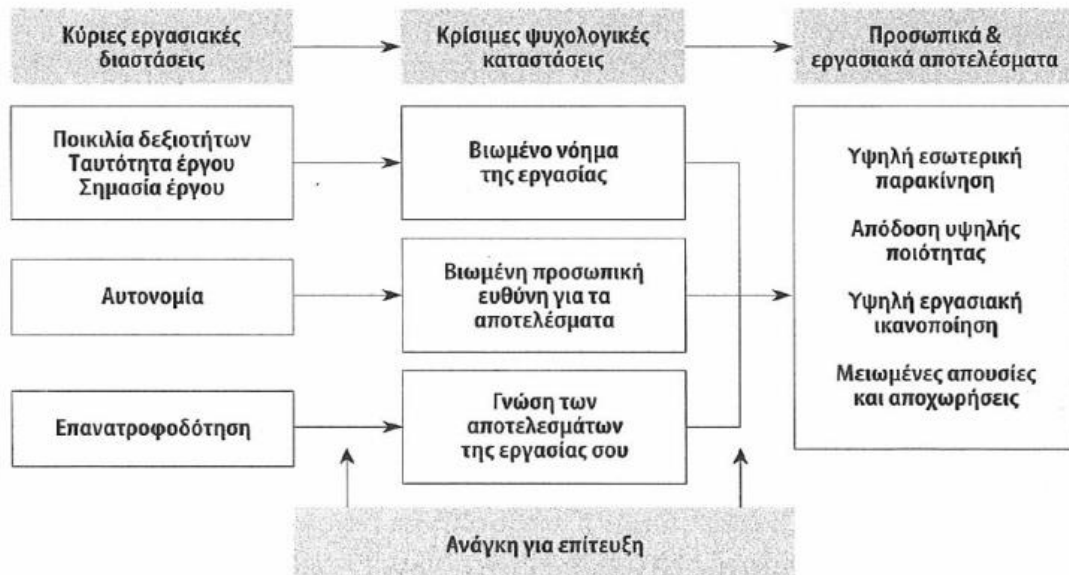 Κύριες εργασιακές
διαστάσεις
Κρίσιμες ψυχολογικές
καταστάσεις
Προσωπικά &
εργασιακά αποτελέσματα
Ποικιλία δεξιοτήτων
Ταυτότητα έργου
Σημασία έργου
Βιωμένο νόημα
της εργασίας
Υψηλή εσωτερική
παρακίνηση
Απόδοση υψηλής
ποιότητας
Υψηλή εργασιακή
ικανοποίηση
Μειωμένες απουσίες
και αποχωρήσεις
Αυτονομία
Βιωμένη προσωπική
ευθύνη για τα
αποτελέσματα
Επανατροφοδότηση
Γνώση των
αποτελεσμάτων
της εργασίας σου
Ανάγκη για επίτευξη